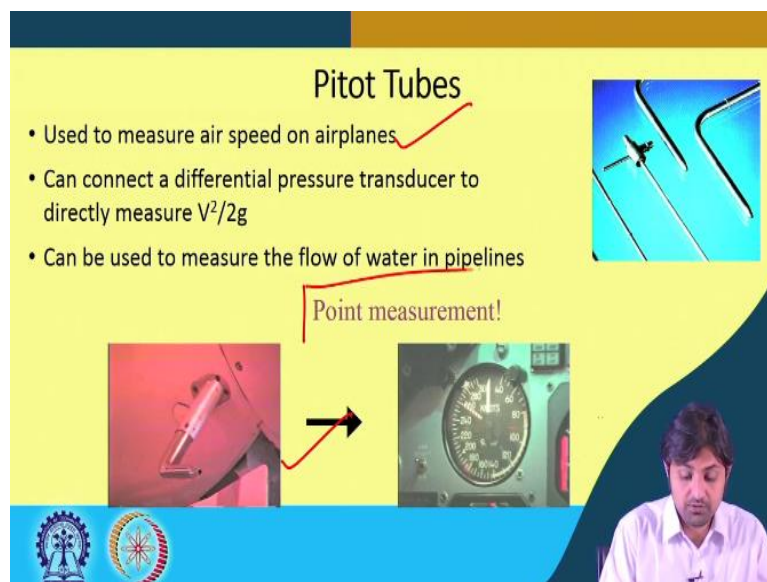 Pitot Tubes
• Used to measure air speed on airplanes
• Can connect a differential pressure transducer to
directly measure V²/2g
• Can be used to measure the flow of water in pipelines
Point measurement!
KNOTS